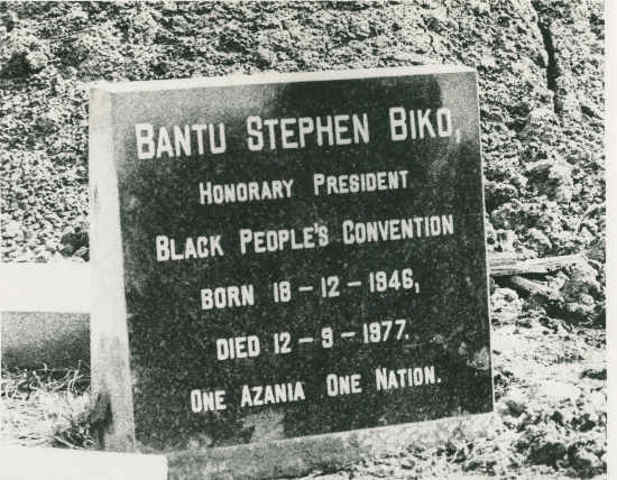 BANTU STEPHEN BIKO,
HONORARY PRESIDENT
BLACK PEOPLE'S CONVENTION
BORN 18 – 12 – 1946,
DIED 12 – 9 – 1977.
ONE AZANIA ONE NATION.